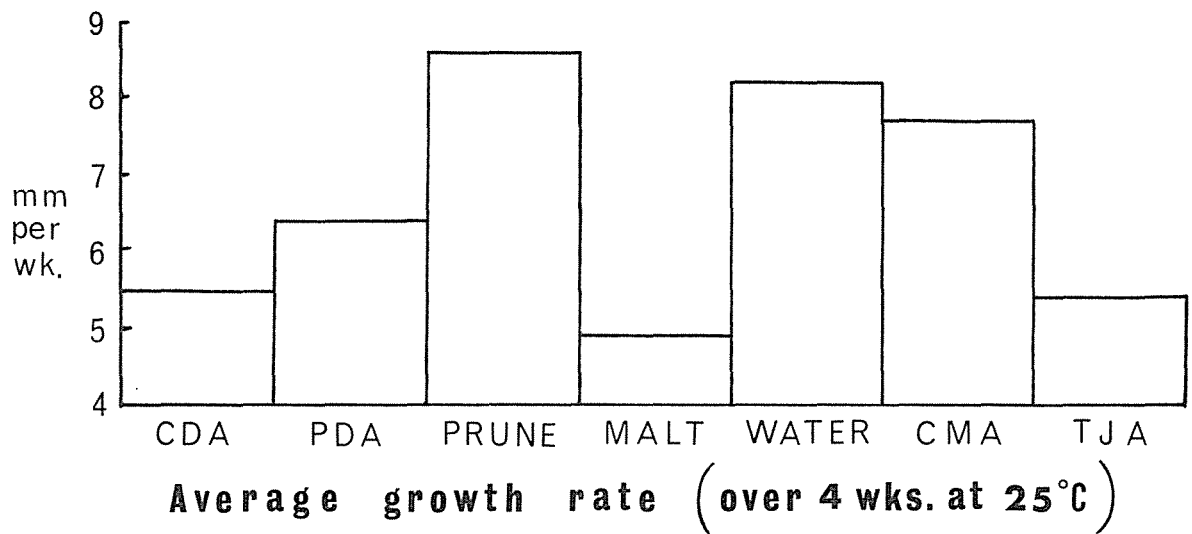 9
8
7
6
5
4
mm
per
wk.
CDA PDA PRUNE MALT WATER CMA TJA
Average growth rate (over 4 wks. at 25°C)